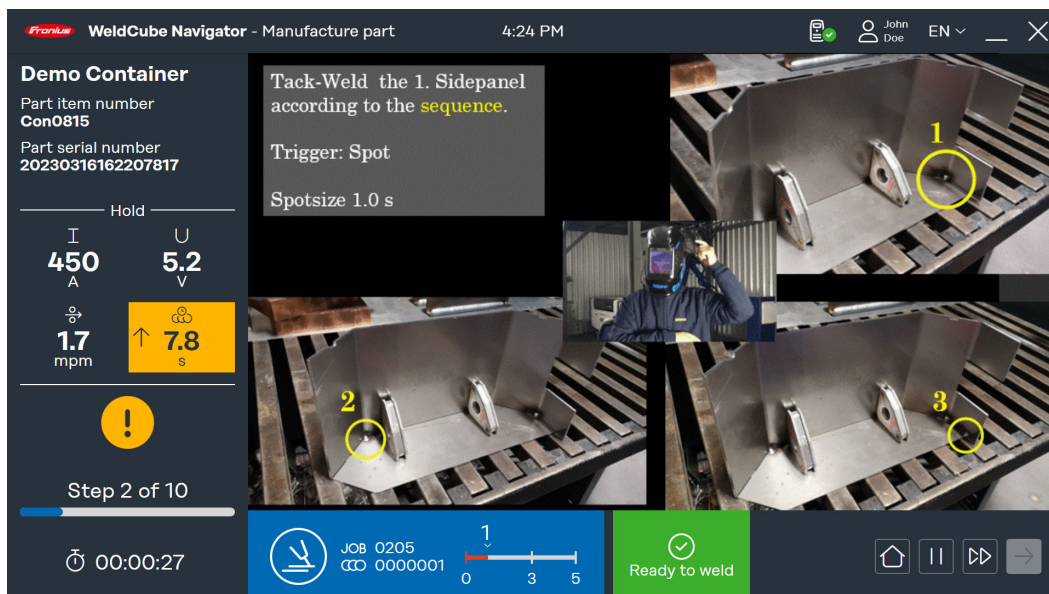 Fronius WeldCube Navigator - Manufacture part 4:24 PM John Doe EN
Demo Container
Part item number
Con0815
Part serial number
20230316162207817
Hold
I U
450 5.2
A V
1.7 7.8
mpm s
!
Step 2 of 10
00:00:27
Tack-Weld the 1. Sidepanel
according to the sequence.
Trigger: Spot
Spotsize 1.0 s
1
2
3
JOB 0205
0000001
1
0 3 5
Ready to weld